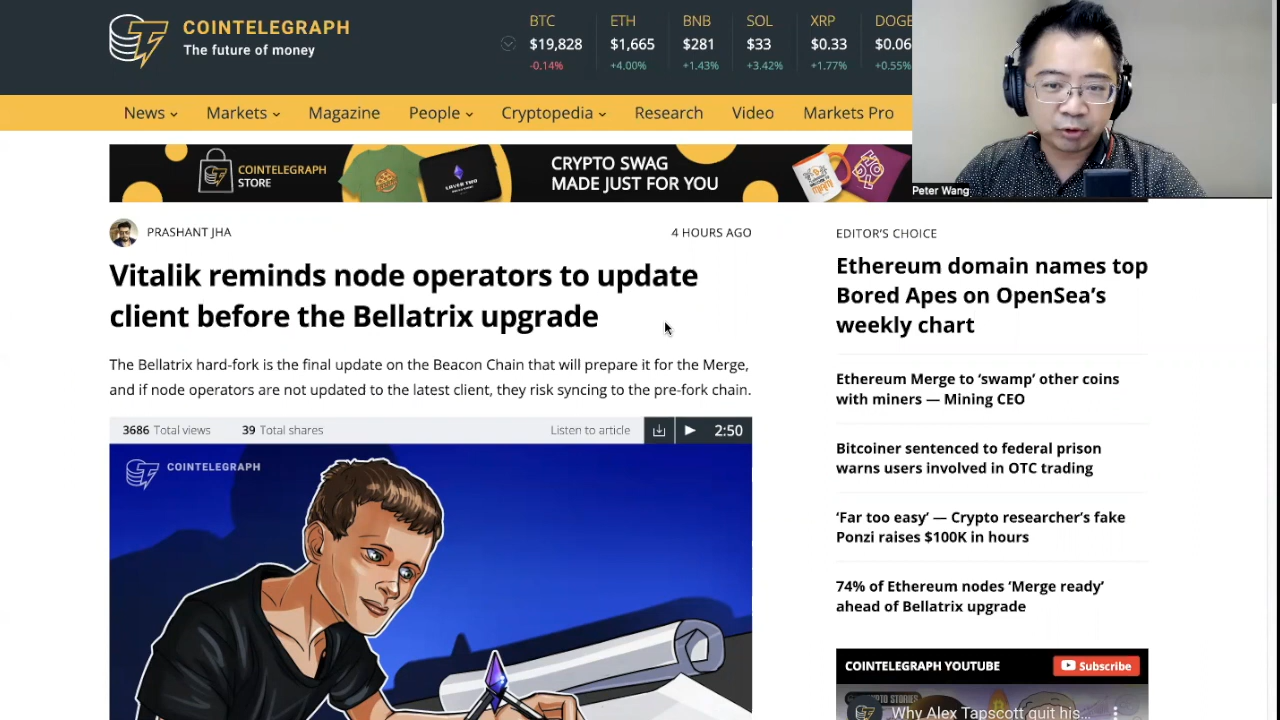 COINTELEGRAPH
The future of money
BTC
$19,828
-0.14%
ETH
$1,665
+4.00%
BNB
$281
+1.43%
SOL
$33
+3.42%
XRP
$0.33
+1.77%
DOGE
$0.06
+0.55%
News
Markets
Magazine
People
Cryptopedia
Research
Video
Markets Pro
Peter Wang
COINTELEGRAPH
STORE
CRYPTO SWAG
MADE JUST FOR YOU
PRASHANT JHA
4 HOURS AGO
Vitalik reminds node operators to update
client before the Bellatrix upgrade
The Bellatrix hard-fork is the final update on the Beacon Chain that will prepare it for the Merge,
and if node operators are not updated to the latest client, they risk syncing to the pre-fork chain.
3686 Total views
39 Total shares
Listen to article
2:50
COINTELEGRAPH
EDITOR'S CHOICE
Ethereum domain names top
Bored Apes on OpenSea’s
weekly chart
Ethereum Merge to ‘swamp’ other coins
with miners — Mining CEO
Bitcoiner sentenced to federal prison
warns users involved in OTC trading
‘Far too easy’ — Crypto researcher’s fake
Ponzi raises $100K in hours
74% of Ethereum nodes ‘Merge ready’
ahead of Bellatrix upgrade
COINTELEGRAPH YOUTUBE
Subscribe
Why Alex Tapscott quit his...